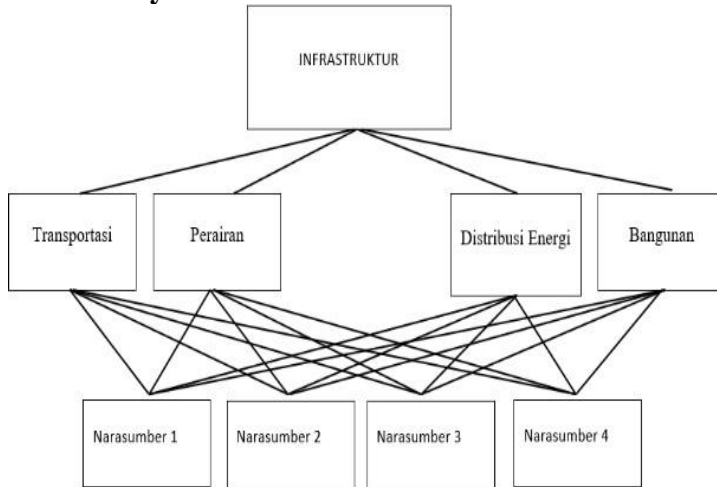 INFRASTRUKTUR
Transportasi
Perairan
Distribusi Energi
Bangunan
Narasumber 1
Narasumber 2
Narasumber 3
Narasumber 4